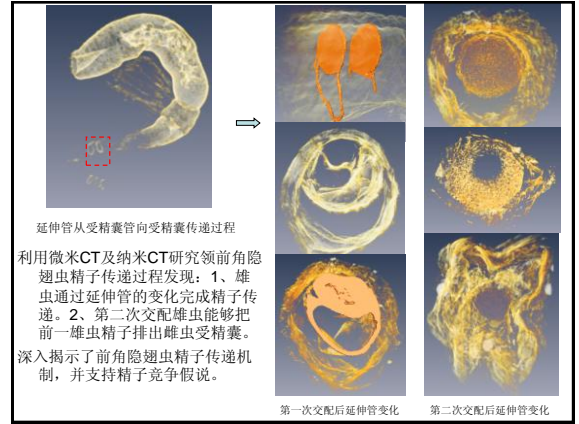 延伸管从受精囊管向受精囊传递过程
利用微米CT及纳米CT研究领前角隐
翅虫精子传递过程发现：1、雄
虫通过延伸管的变化完成精子传
递。2、第二次交配雄虫能够把
前一雄虫精子排出雌虫受精囊。
深入揭示了前角隐翅虫精子传递机
制，并支持精子竞争假说。
第一次交配后延伸管变化
第二次交配后延伸管变化